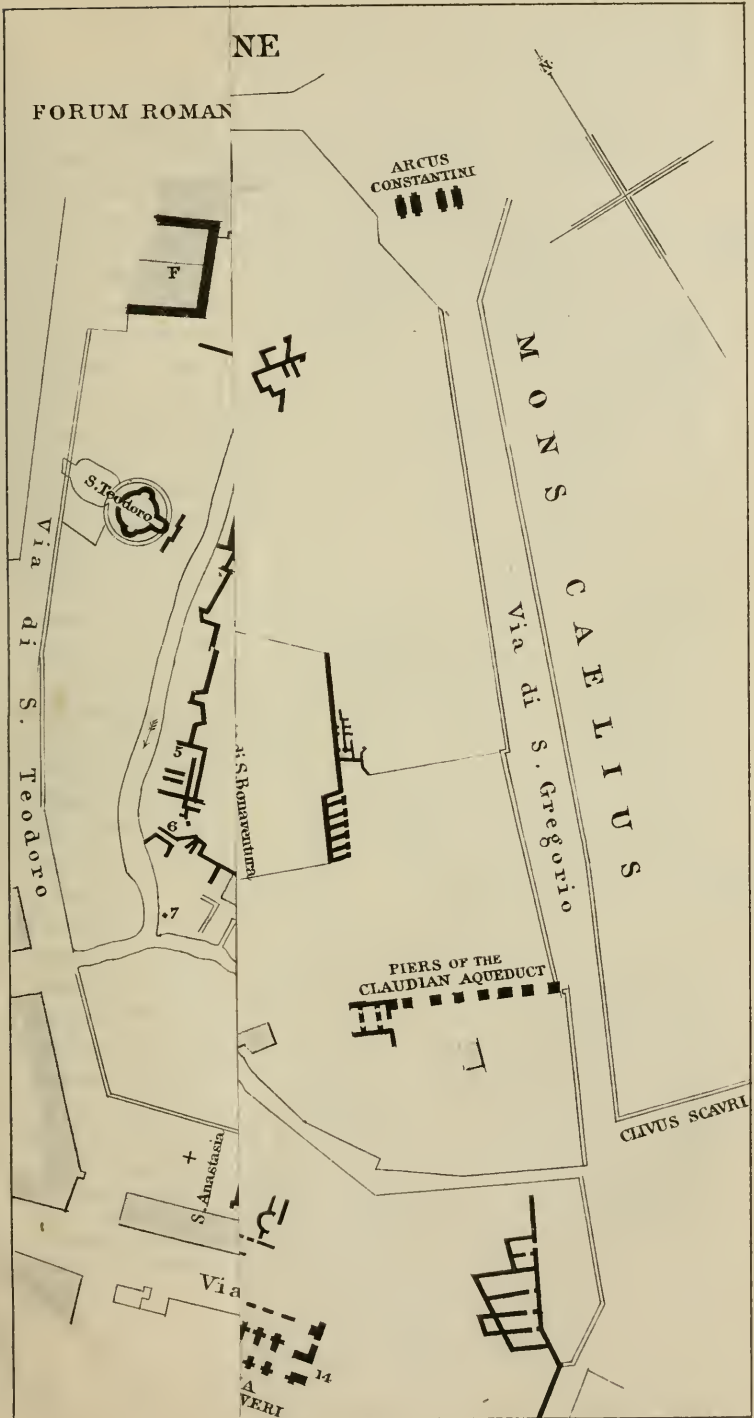 NE
FORUM ROMAN
N
ARCUS
CONSTANTINI
F
MONS CAELIUS
S. Teodoro
Via di S. Teodoro
Via di S. Gregorio
5
di S. Bonaventura
6
7
PIERS OF THE
CLAUDIAN AQUEDUCT
CLIVUS SCAVRI
S. Anastasia
Via
14
A
VERI